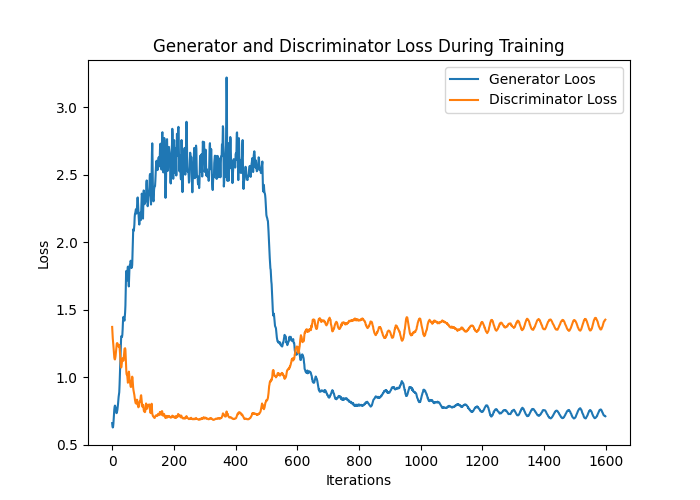 Generator and Discriminator Loss During Training
Generator Loos
Discriminator Loss
Loss
3.0
2.5
2.0
1.5
1.0
0.5
0 200 400 600 800 1000 1200 1400 1600
Iterations